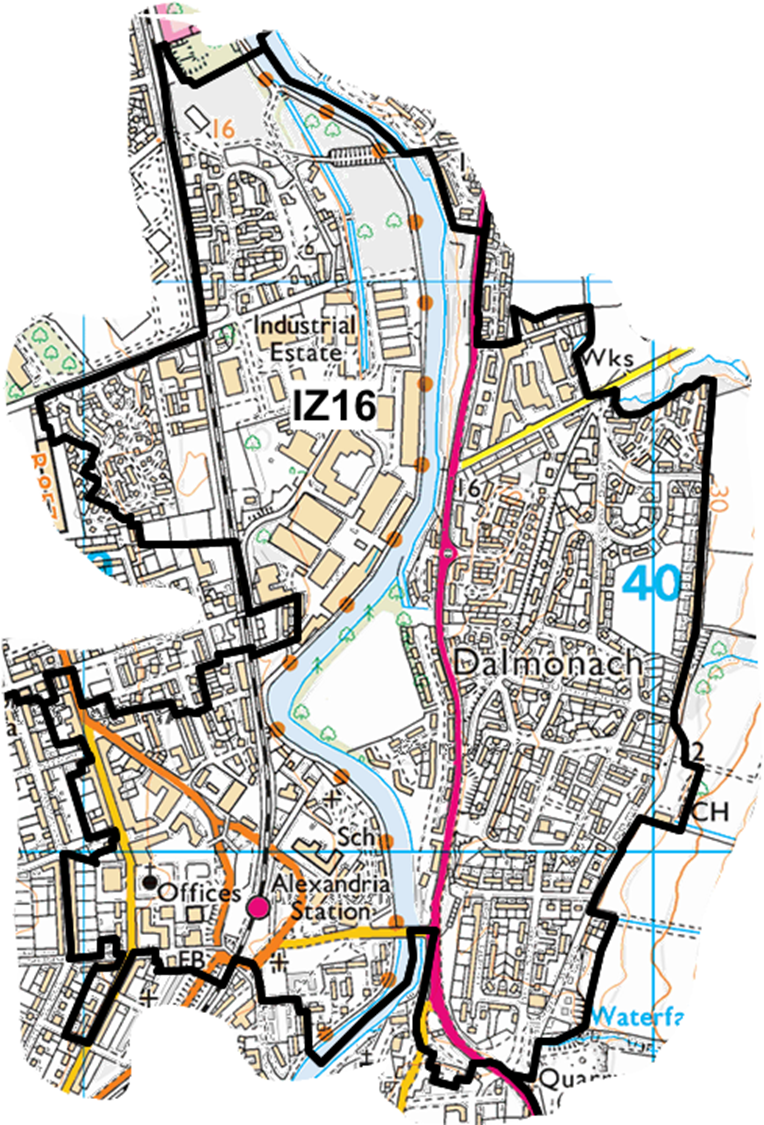 16
Industrial
Estate
IZ16
Wks
16
30
40
Dalmonach
2
CH
Sch
Offices
Alexandria
Station
FB
Waterfa
Quarr